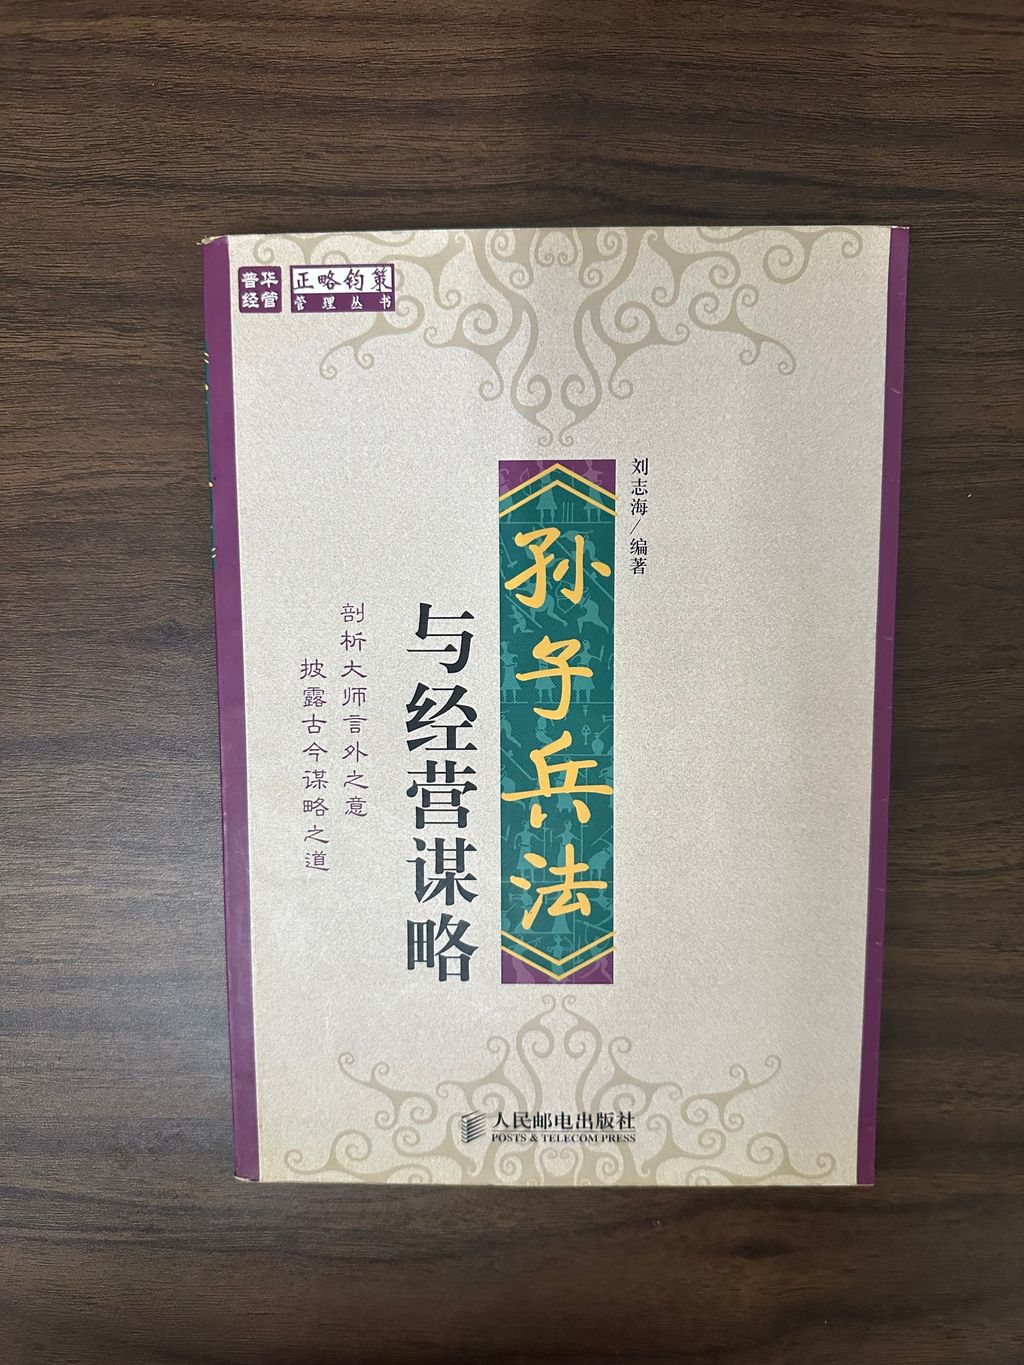 普华
经管
正略钧策
管理丛书
刘志海/编著
孙子兵法
与经营谋略
剖析大师言外之意
披露古今谋略之道
人民邮电出版社
POSTS & TELECOM PRESS